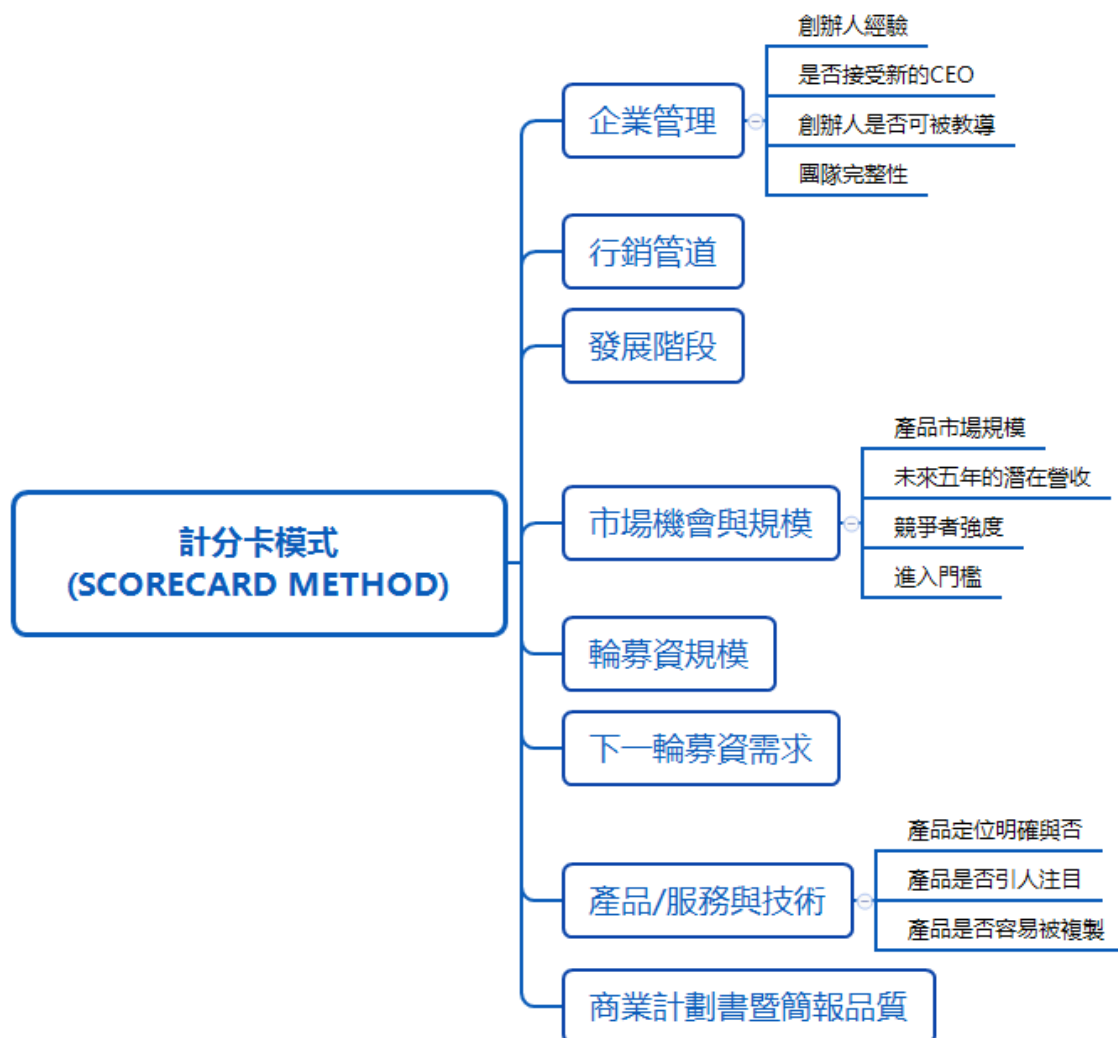 計分卡模式
(SCORECARD METHOD)
企業管理
創辦人經驗
是否接受新的CEO
創辦人是否可被教導
團隊完整性
行銷管道
發展階段
市場機會與規模
產品市場規模
未來五年的潛在營收
競爭者強度
進入門檻
輪募資規模
下一輪募資需求
產品/服務與技術
產品定位明確與否
產品是否引人注目
產品是否容易被複製
商業計劃書暨簡報品質